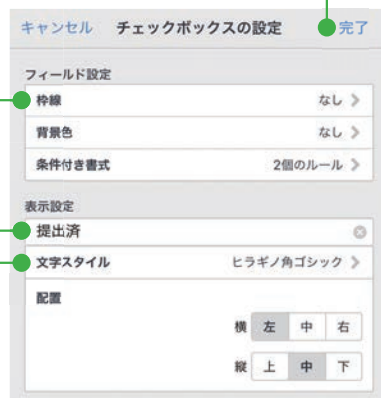 キャンセル チェックボックスの設定 完了
フィールド設定
枠線 なし >
背景色 なし >
条件付き書式 2個のルール >
表示設定
提出済
文字スタイル ヒラギノ角ゴシック >
配置
横 左 中 右
縦 上 中 下